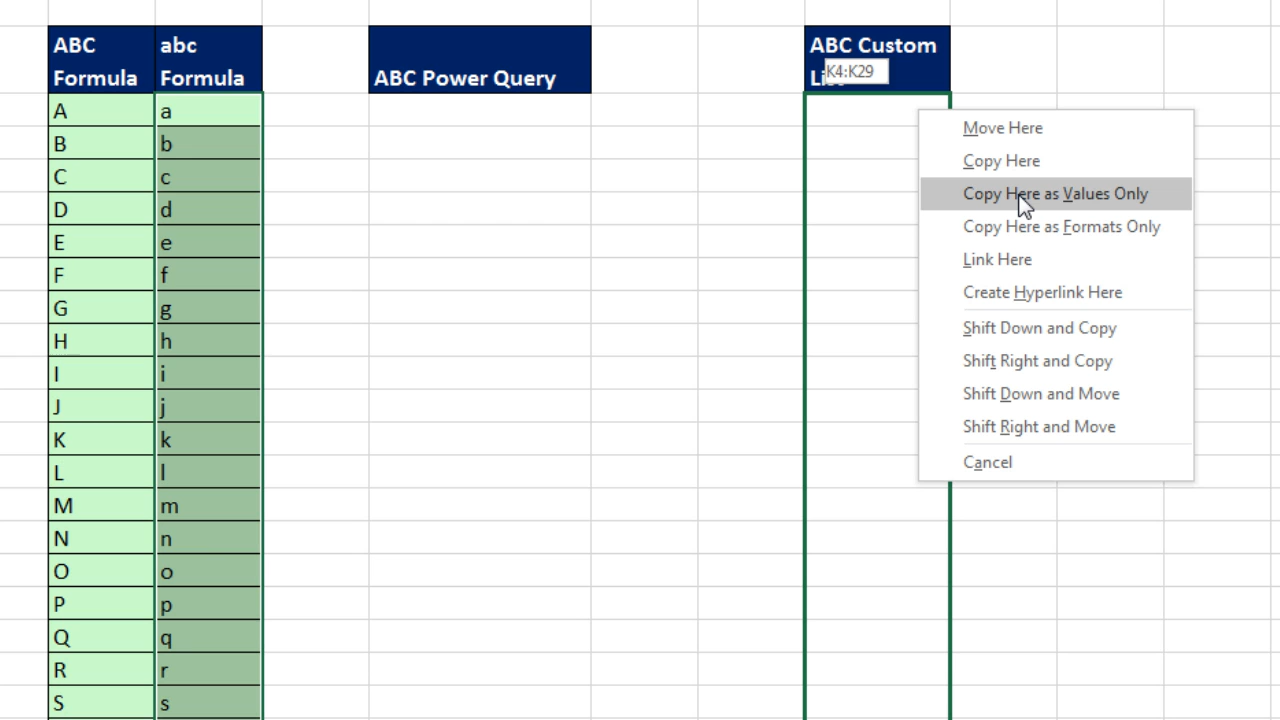 ABC
Formula
abc
Formula
ABC Power Query
ABC Custom
K4:K29
A a
B b
C c
D d
E e
F f
G g
H h
I i
J j
K k
L l
M m
N n
O o
P p
Q q
R r
S s
Move Here
Copy Here
Copy Here as Values Only
Copy Here as Formats Only
Link Here
Create Hyperlink Here
Shift Down and Copy
Shift Right and Copy
Shift Down and Move
Shift Right and Move
Cancel